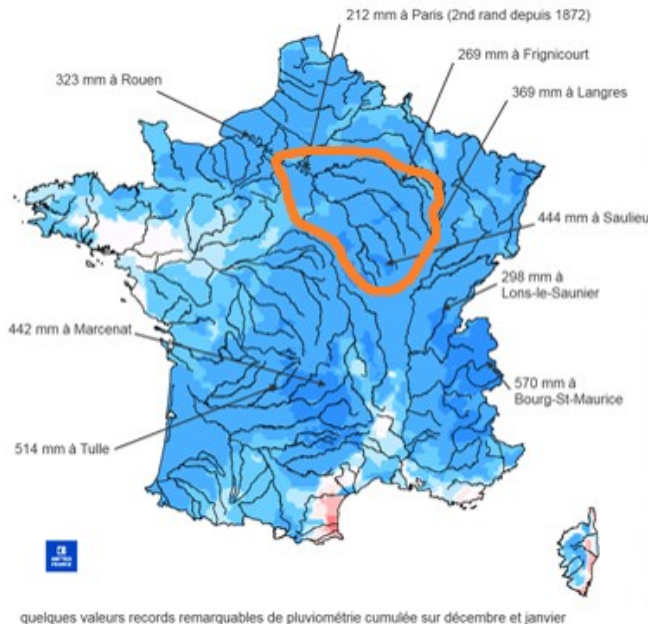 212 mm à Paris (2nd rand depuis 1872)
323 mm à Rouen
269 mm à Frignicourt
369 mm à Langres
444 mm à Saulieu
298 mm à
Lons-le-Saunier
442 mm à Marcenat
570 mm à
Bourg-St-Maurice
514 mm à Tulle
METEO
FRANCE
quelques valeurs records remarquables de pluviométrie cumulée sur décembre et janvier